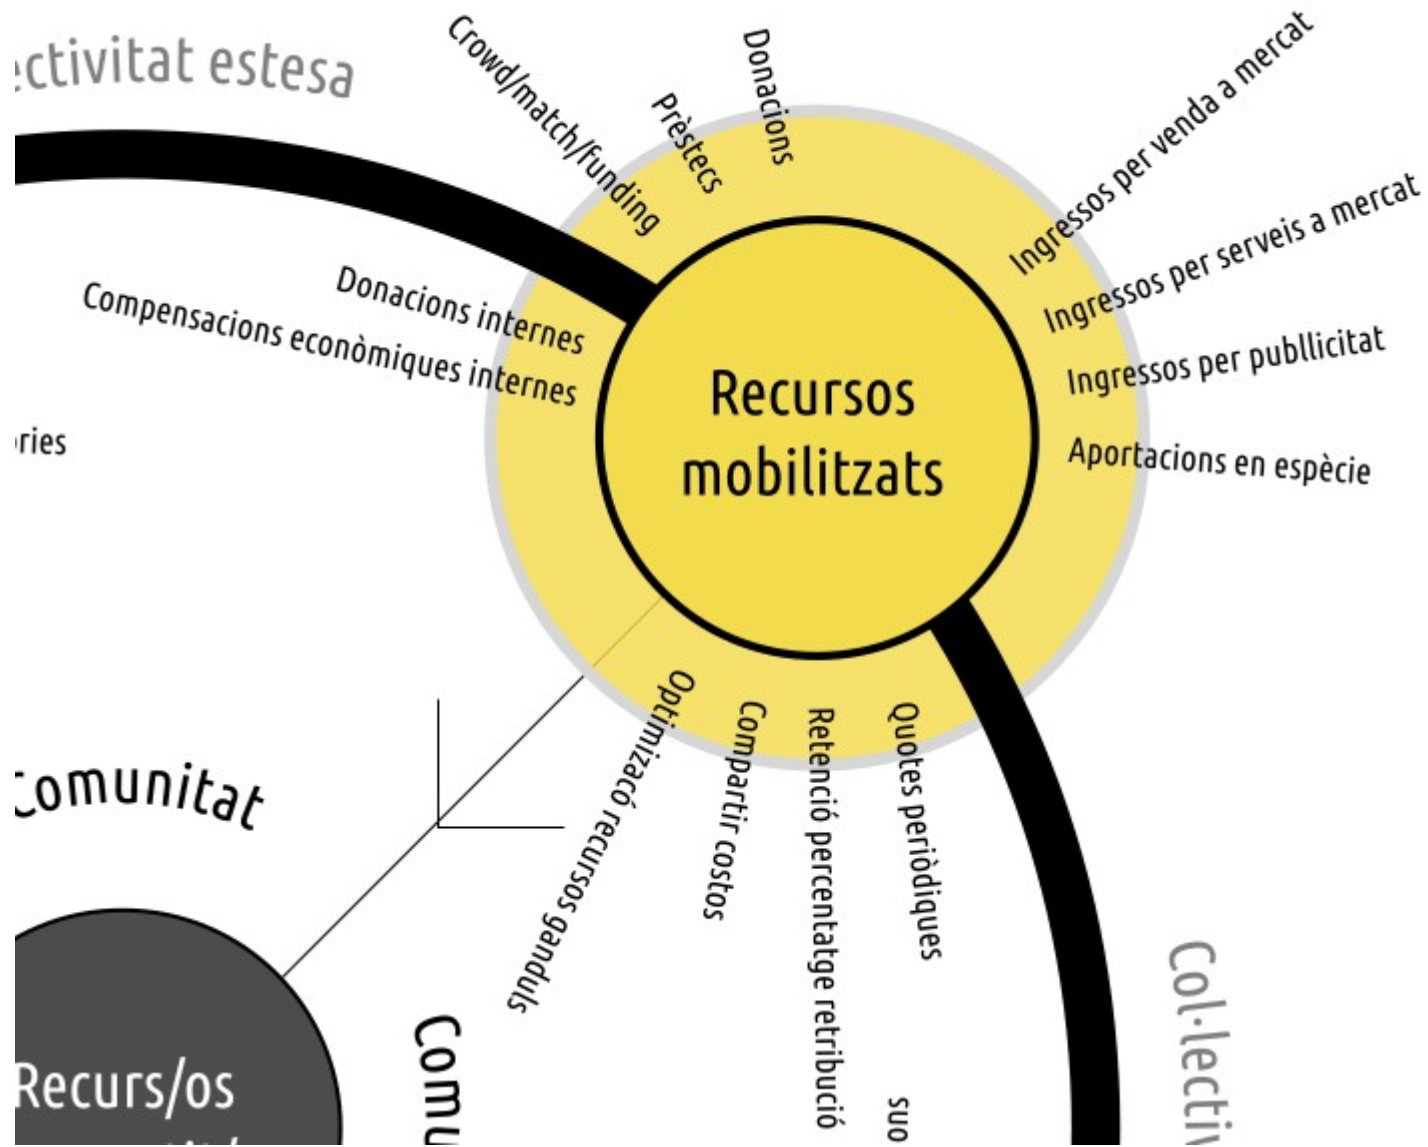 ectivitat estesa
Crowd/match/funding
Prèstecs
Donacions
Ingressos per venda a mercat
Ingressos per serveis a mercat
Ingressos per publlicitat
Aportacions en espècie
Donacions internes
Compensacions econòmiques internes
Recursos
mobilitzats
ries
Optimizacó recursos ganduls
Compartir costos
Retenció percentatge retribució
Quotes periòdiques
Comunitat
Comu
Col·lectiv
Recurs/os